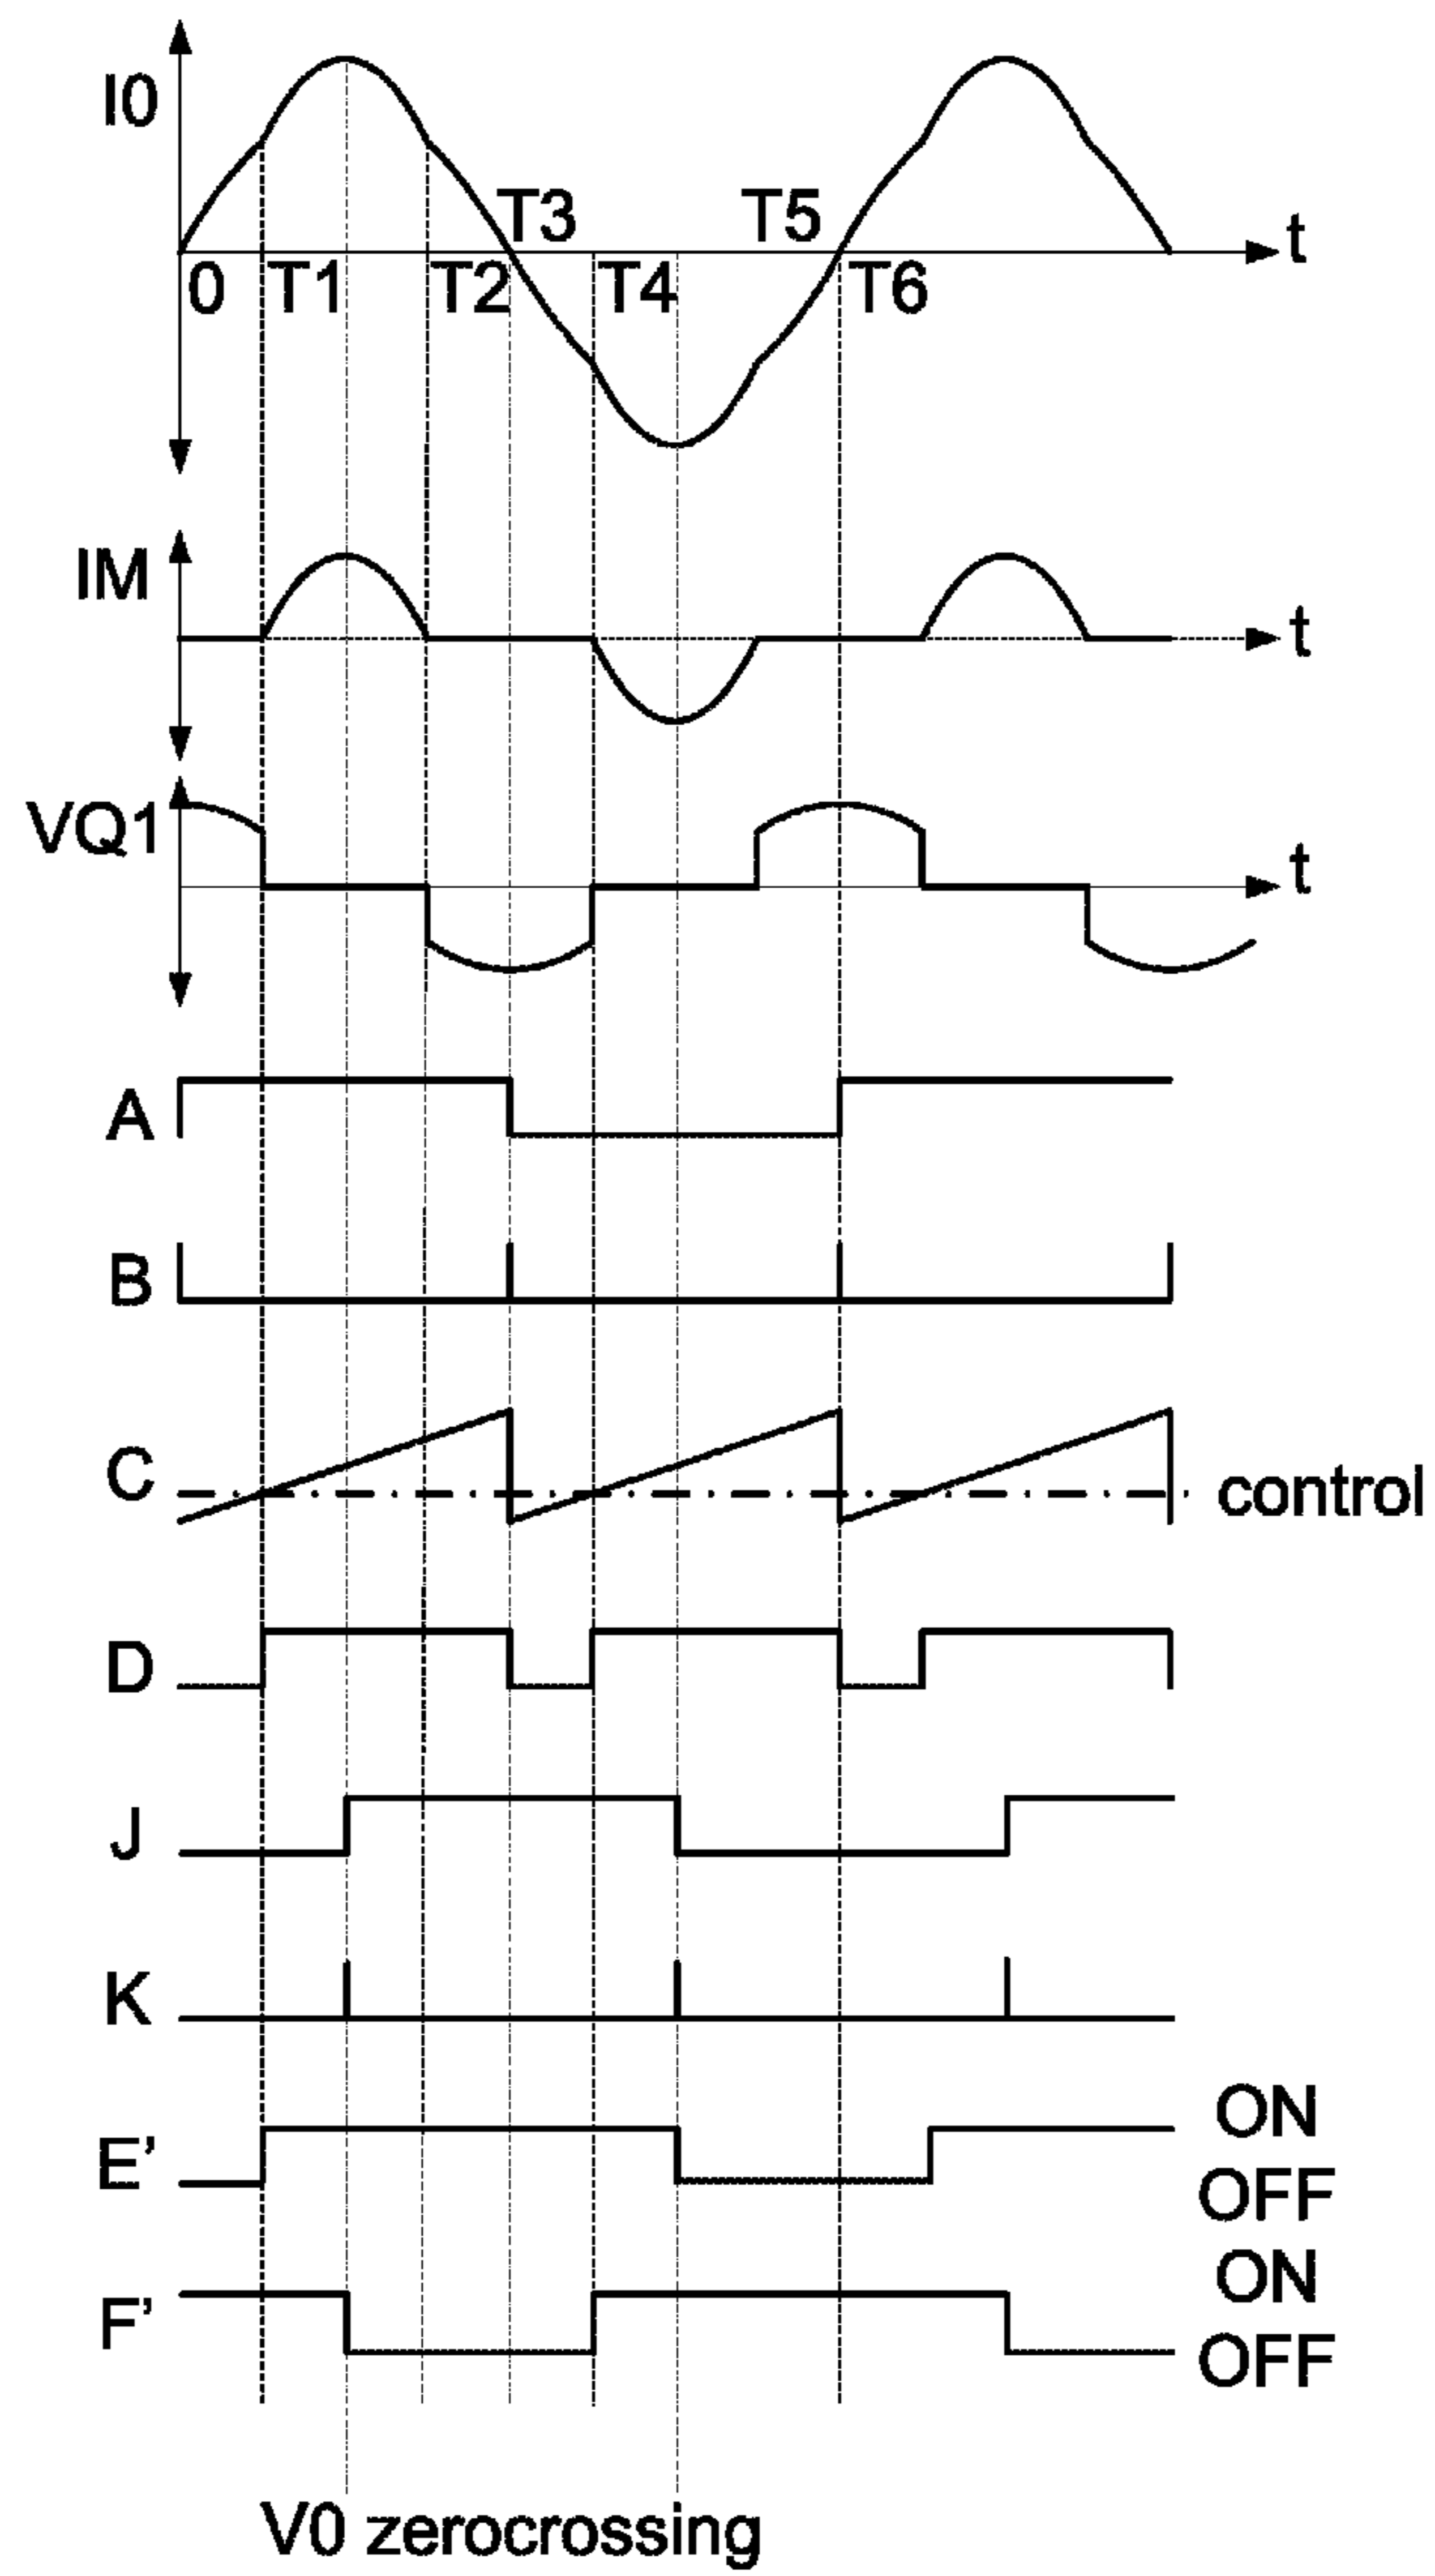 I0
T3
T5
t
0
T1
T2
T4
T6
IM
t
VQ1
t
A
B
C
control
D
J
K
E'
ON
OFF
F'
ON
OFF
V0 zerocrossing